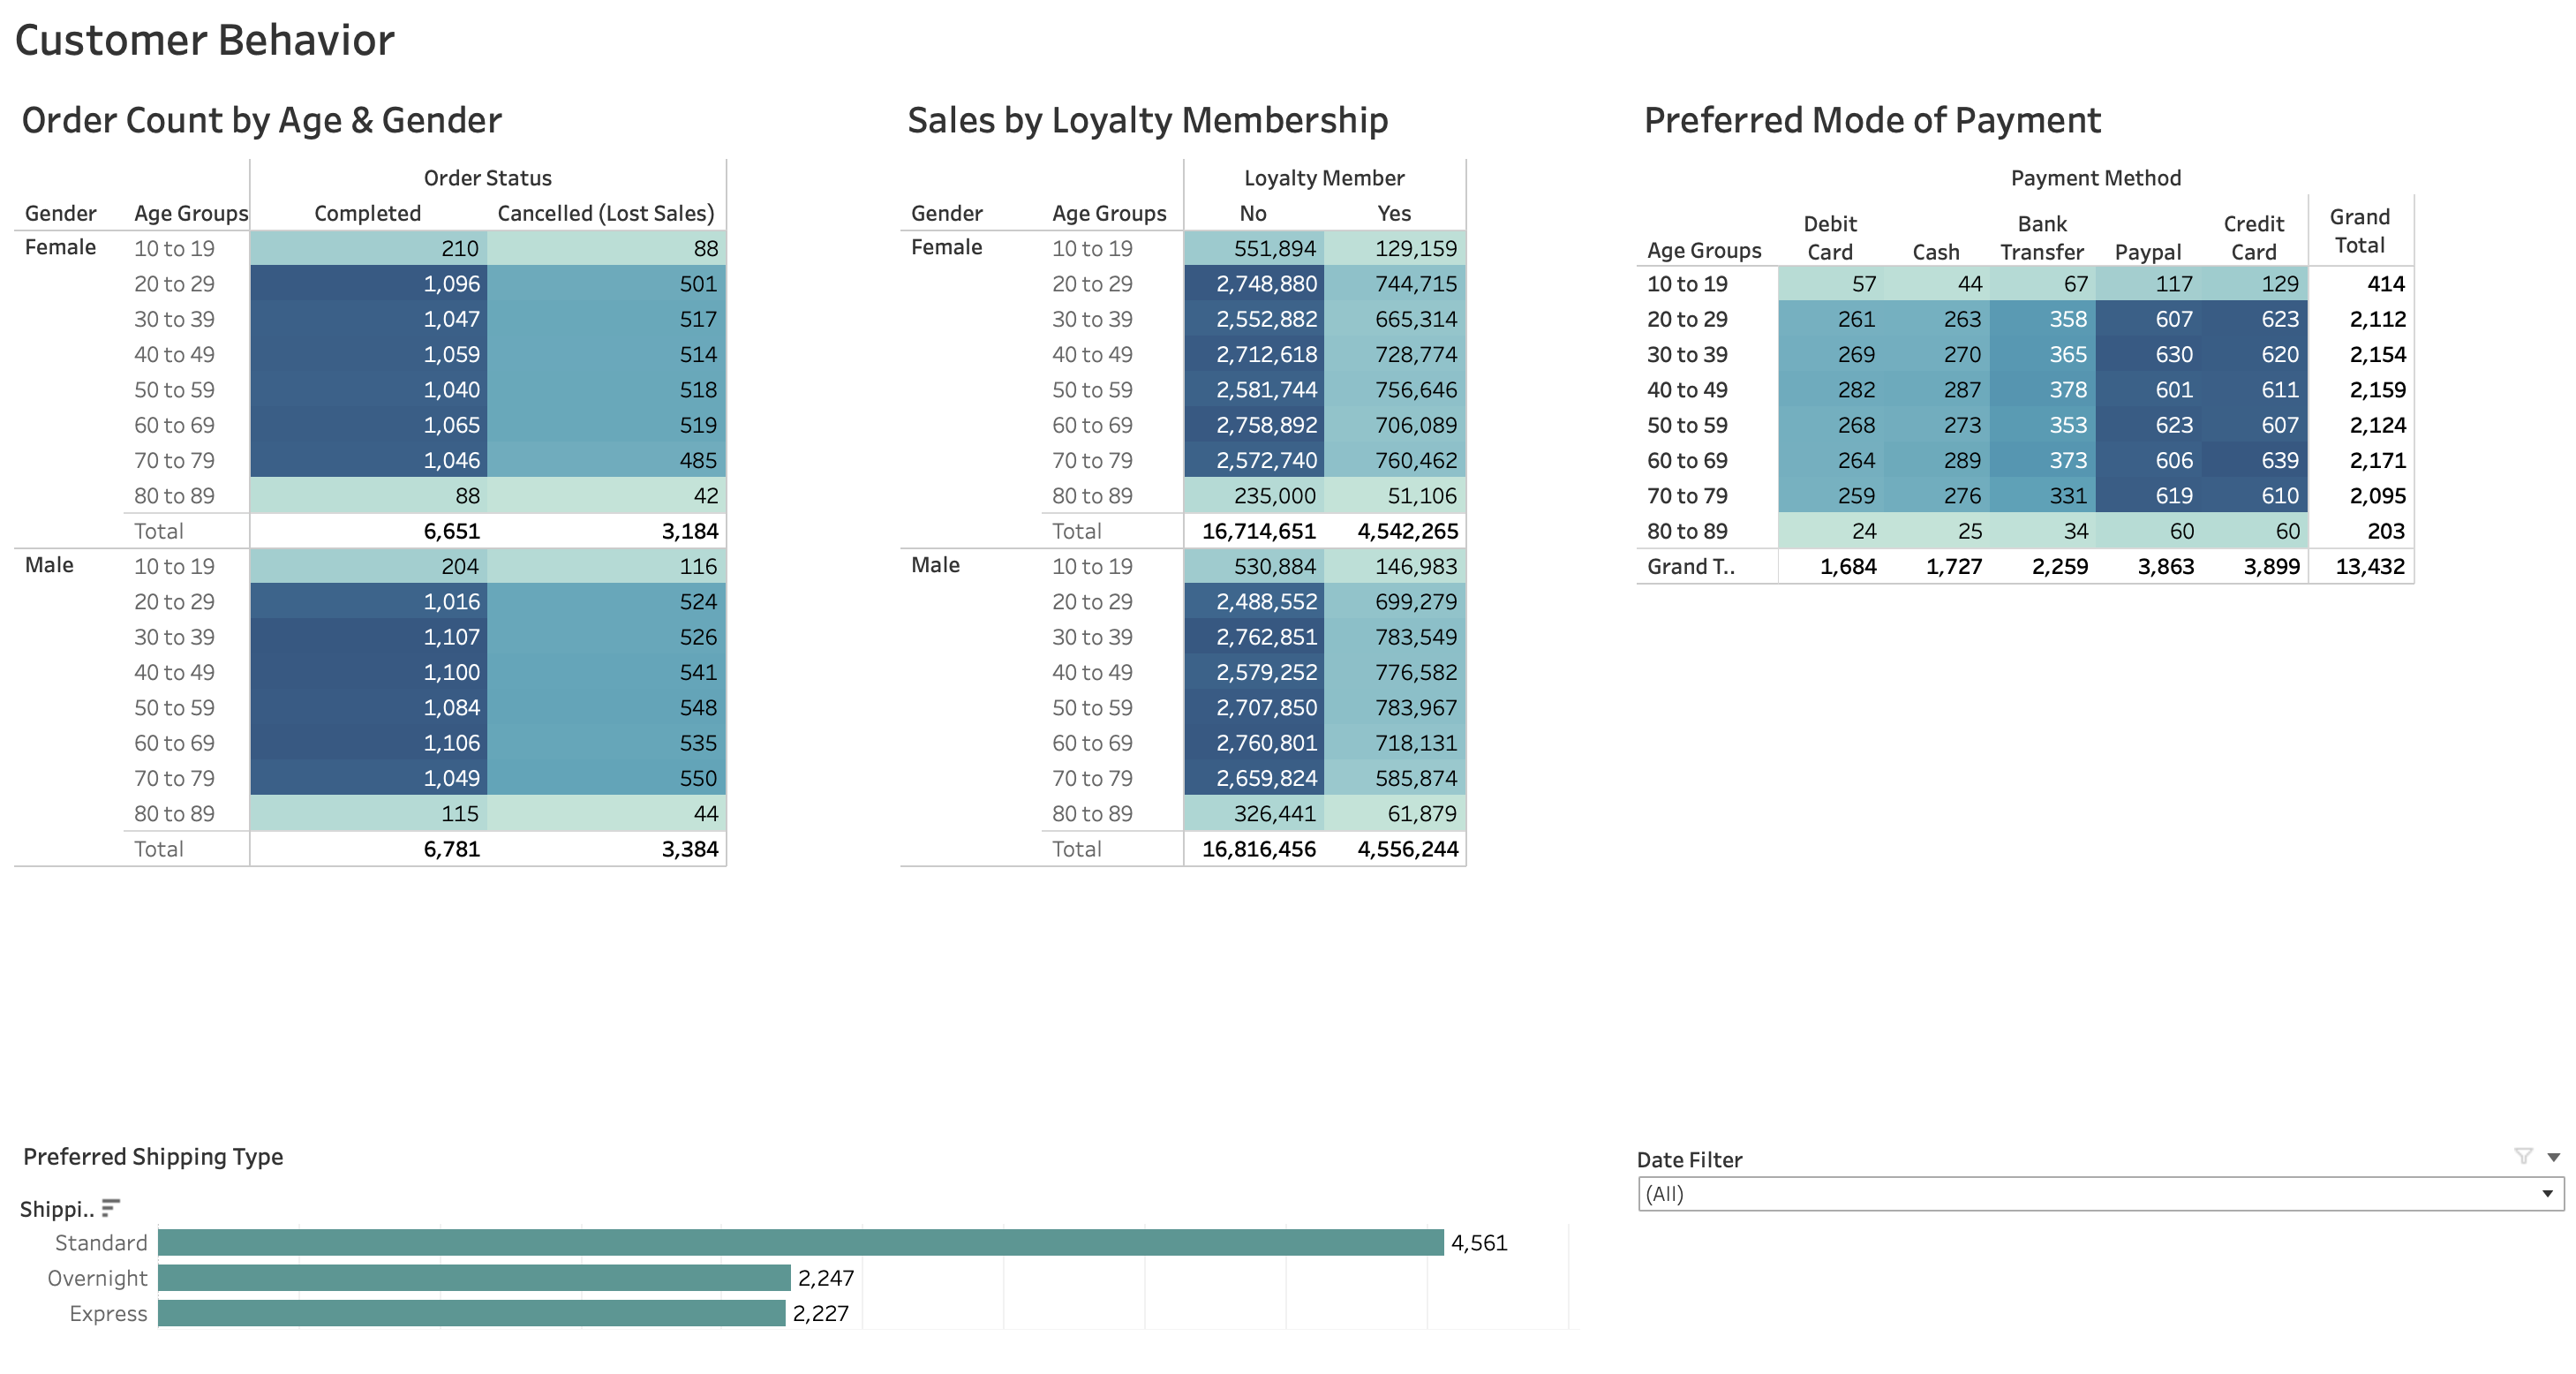 Customer Behavior
Order Count by Age & Gender
Order Status
Gender Age Groups Completed Cancelled (Lost Sales)
Female 10 to 19 210 88
20 to 29 1,096 501
30 to 39 1,047 517
40 to 49 1,059 514
50 to 59 1,040 518
60 to 69 1,065 519
70 to 79 1,046 485
80 to 89 88 42
Total 6,651 3,184
Male 10 to 19 204 116
20 to 29 1,016 524
30 to 39 1,107 526
40 to 49 1,100 541
50 to 59 1,084 548
60 to 69 1,106 535
70 to 79 1,049 550
80 to 89 115 44
Total 6,781 3,384
Sales by Loyalty Membership
Loyalty Member
Gender Age Groups No Yes
Female 10 to 19 551,894 129,159
20 to 29 2,748,880 744,715
30 to 39 2,552,882 665,314
40 to 49 2,712,618 728,774
50 to 59 2,581,744 756,646
60 to 69 2,758,892 706,089
70 to 79 2,572,740 760,462
80 to 89 235,000 51,106
Total 16,714,651 4,542,265
Male 10 to 19 530,884 146,983
20 to 29 2,488,552 699,279
30 to 39 2,762,851 783,549
40 to 49 2,579,252 776,582
50 to 59 2,707,850 783,967
60 to 69 2,760,801 718,131
70 to 79 2,659,824 585,874
80 to 89 326,441 61,879
Total 16,816,456 4,556,244
Preferred Mode of Payment
Payment Method
Debit Bank Credit Grand
Age Groups Card Cash Transfer Paypal Card Total
10 to 19 57 44 67 117 129 414
20 to 29 261 263 358 607 623 2,112
30 to 39 269 270 365 630 620 2,154
40 to 49 282 287 378 601 611 2,159
50 to 59 268 273 353 623 607 2,124
60 to 69 264 289 373 606 639 2,171
70 to 79 259 276 331 619 610 2,095
80 to 89 24 25 34 60 60 203
Grand T.. 1,684 1,727 2,259 3,863 3,899 13,432
Preferred Shipping Type
Shippi..
Standard 4,561
Overnight 2,247
Express 2,227
Date Filter
(All)